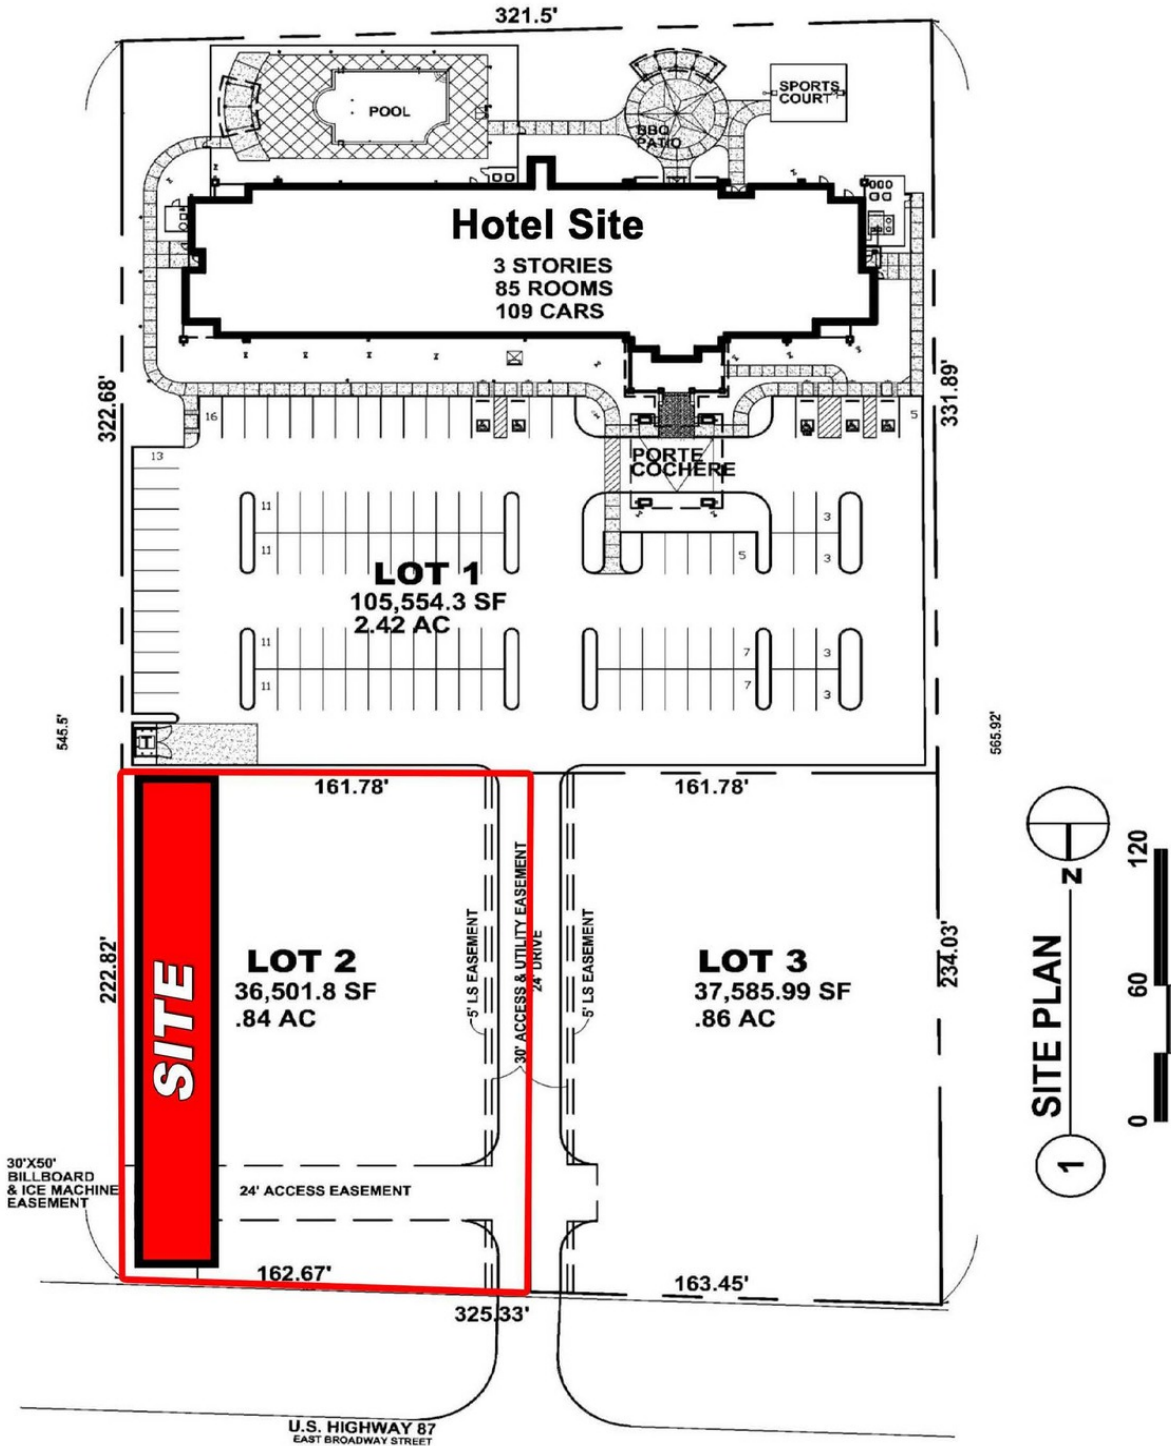 321.5'
POOL
SPORTS
COURT
BBQ
PATIO
Hotel Site
3 STORIES
85 ROOMS
109 CARS
322.68'
331.89'
16
5
13
PORTE
COCHERE
11
3
11
5
3
LOT 1
105,554.3 SF
2.42 AC
11
7
3
11
7
3
545.5'
565.92'
T
161.78'
161.78'
222.82'
SITE
LOT 2
36,501.8 SF
.84 AC
5' LS EASEMENT
30' ACCESS & UTILITY EASEMENT
24' DRIVE
5' LS EASEMENT
LOT 3
37,585.99 SF
.86 AC
234.03'
Z
SITE PLAN
1
0
60
120
30'X50'
BILLBOARD
& ICE MACHINE
EASEMENT
24' ACCESS EASEMENT
162.67'
163.45'
325.33'
U.S. HIGHWAY 87
EAST BROADWAY STREET